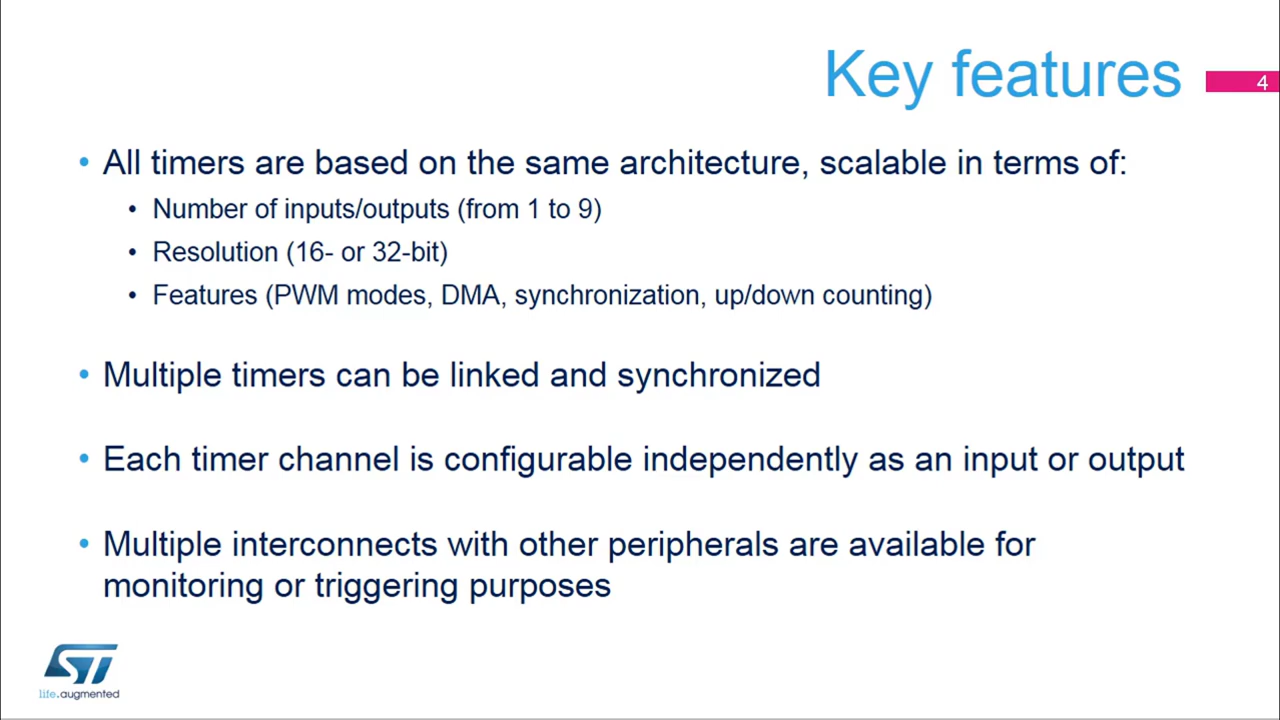 Key features
4
• All timers are based on the same architecture, scalable in terms of:
• Number of inputs/outputs (from 1 to 9)
• Resolution (16- or 32-bit)
• Features (PWM modes, DMA, synchronization, up/down counting)
• Multiple timers can be linked and synchronized
• Each timer channel is configurable independently as an input or output
• Multiple interconnects with other peripherals are available for
monitoring or triggering purposes
ST
life.augmented